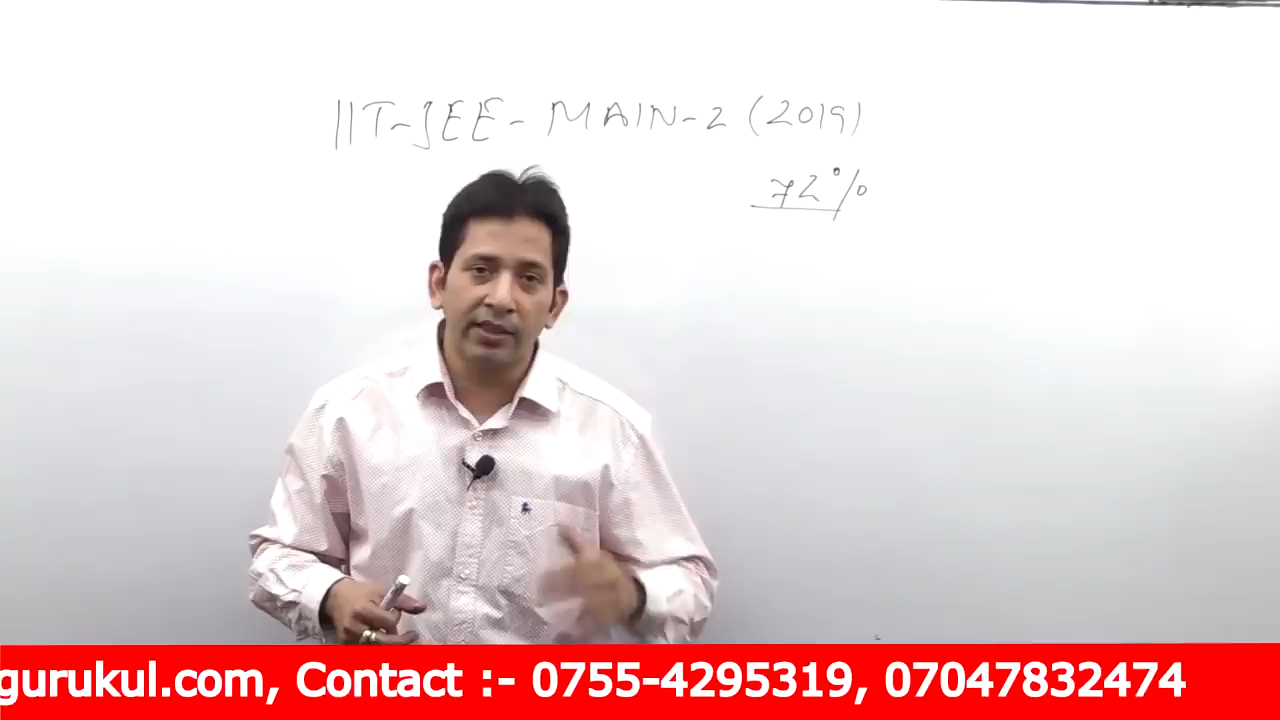 IIT-JEE-MAIN-2 (2019)
72%
gurukul.com, Contact :- 0755-4295319, 07047832474